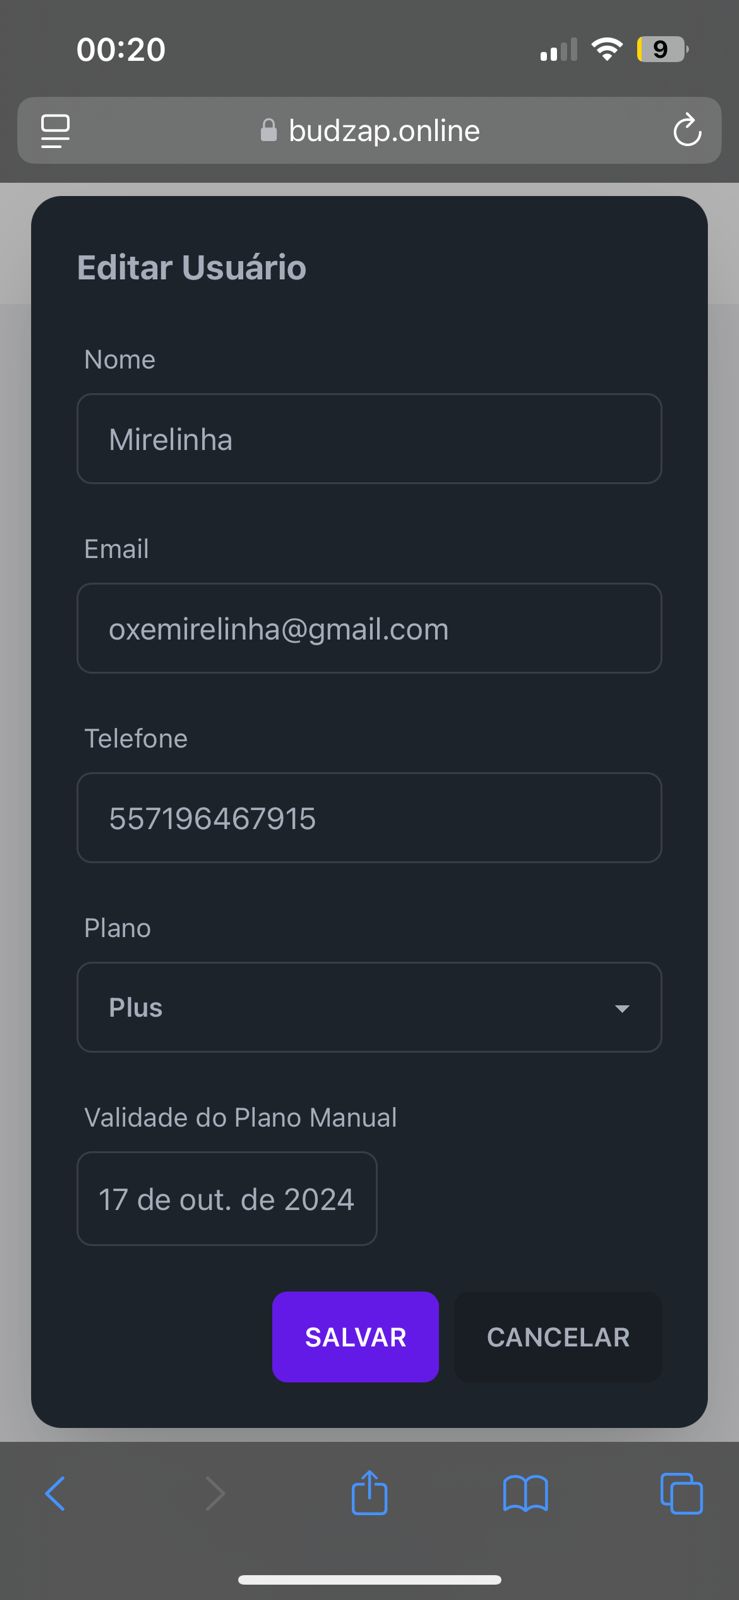 00:20
9
budzap.online
Editar Usuário
Nome
Mirelinha
Email
oxemirelinha@gmail.com
Telefone
557196467915
Plano
Plus
Validade do Plano Manual
17 de out. de 2024
SALVAR
CANCELAR